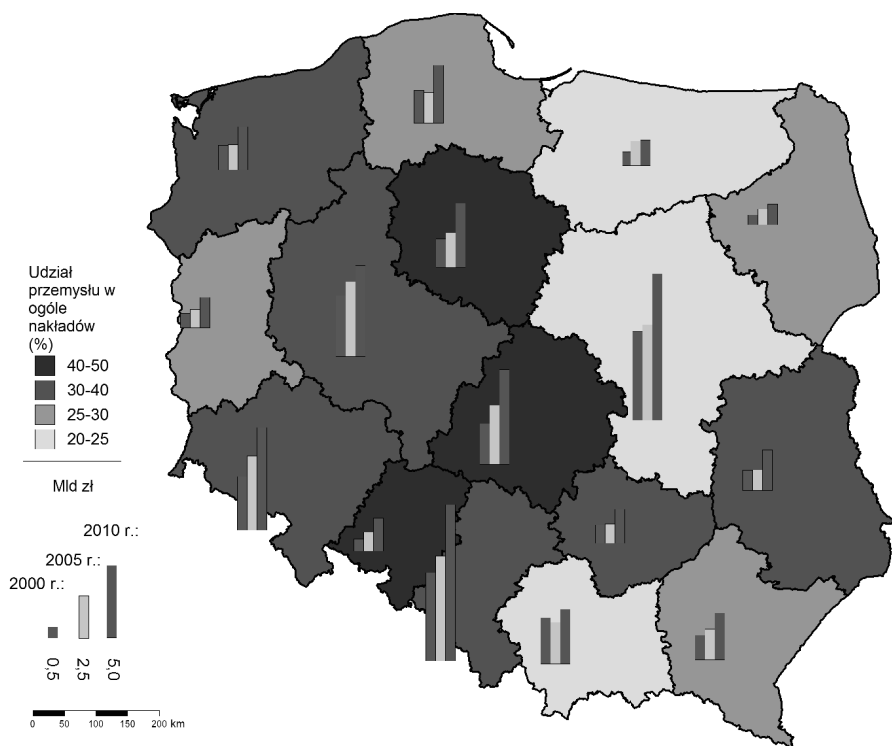 Udział
przemysłu w
ogóle
nakładów
(%)
40-50
30-40
25-30
20-25
Mld zł
2010 r.:
2005 r.:
2000 r.:
0,5
2,5
5,0
0 50 100 150 200 km